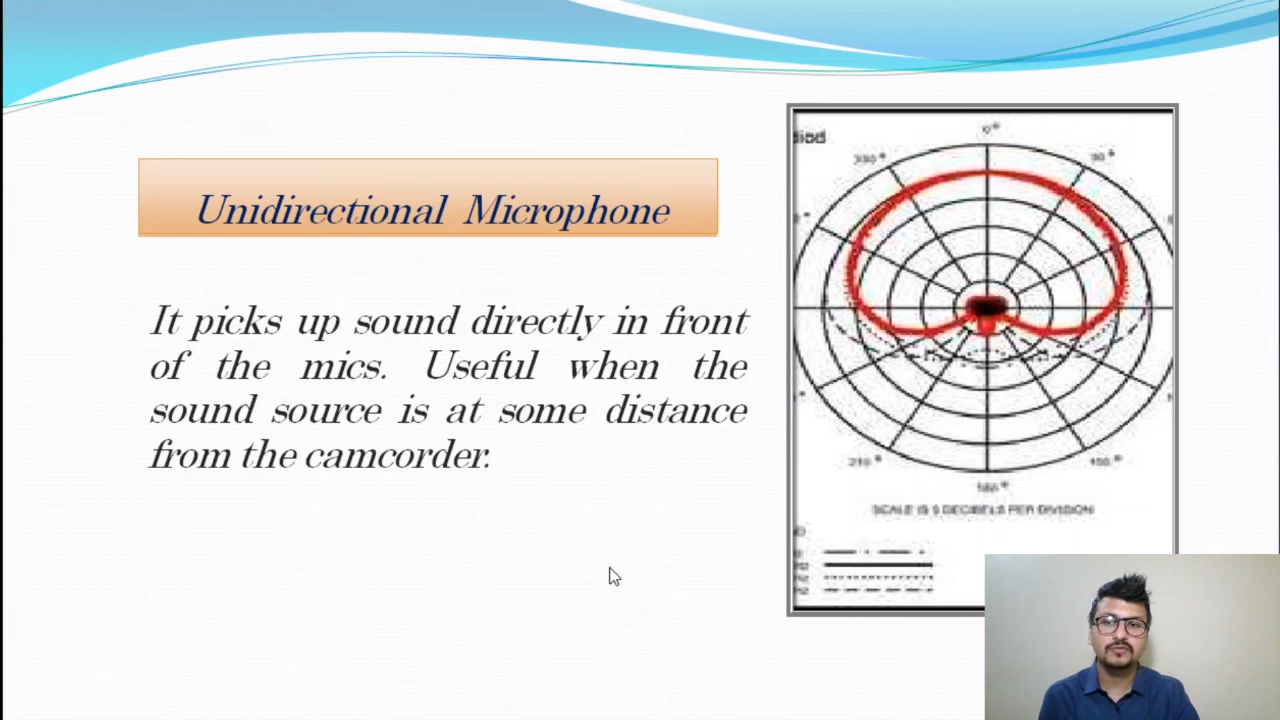 Unidirectional Microphone
It picks up sound directly in front
of the mics. Useful when the
sound source is at some distance
from the camcorder.
0°
330°
30°
210°
150°
180°
SCALE IS 5 DECIBELS PER DIVISION